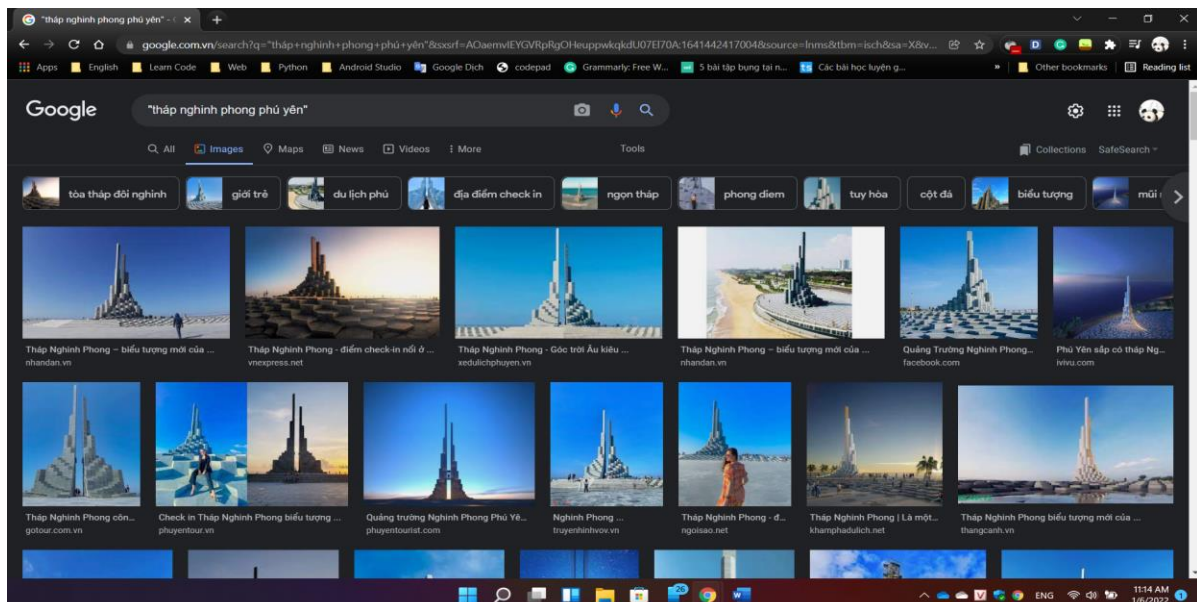 "tháp nghinh phong phú yên" - G
google.com.vn/search?q="tháp+nghinh+phong+phú+yên"&sxsrf=AOaemvIEYGVRpRgOHeuppwkqkdU07El70A:1641442417004&source=lnms&tbm=isch&sa=X&v...
Apps English Learn Code Web Python Android Studio Google Dịch codepad Grammarly: Free W... 5 bài tập bụng tại n... Các bài học luyện g... » Other bookmarks Reading list
Google "tháp nghinh phong phú yên"
All Images Maps News Videos More Tools Collections SafeSearch
tòa tháp đôi nghinh giới trẻ du lịch phú địa điểm check in ngọn tháp phong diem tuy hòa cột đá biểu tượng mũi
Tháp Nghinh Phong – biểu tượng mới của ... Tháp Nghinh Phong - điểm check-in nổi ở ... Tháp Nghinh Phong - Góc trời Âu kiêu ... Tháp Nghinh Phong – biểu tượng mới của ... Quảng Trường Nghinh Phong... Phú Yên sắp có tháp Ng...
nhandan.vn vnexpress.net xedulichphuyen.vn nhandan.vn facebook.com ivivu.com
Tháp Nghinh Phong côn... Check in Tháp Nghinh Phong biểu tượng ... Quảng trường Nghinh Phong Phú Yê... Nghinh Phong ... Tháp Nghinh Phong - đ... Tháp Nghinh Phong | Là một... Tháp Nghinh Phong biểu tượng mới của ...
gotour.com.vn phuyentour.vn phuyentourist.com truyenhinhvov.vn ngoisao.net khamphadulich.net thangcanh.vn
26 ENG 11:14 AM
1/6/2022 1